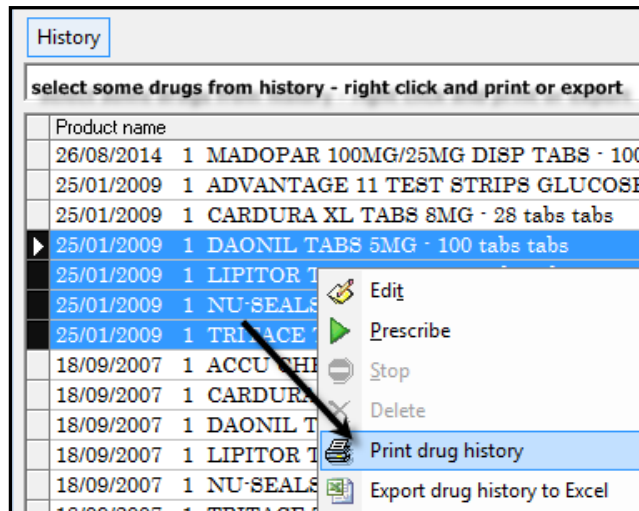 History
select some drugs from history - right click and print or export
Product name
26/08/2014 1 MADOPAR 100MG/25MG DISP TABS - 100
25/01/2009 1 ADVANTAGE 11 TEST STRIPS GLUCOSE
25/01/2009 1 CARDURA XL TABS 8MG - 28 tabs tabs
25/01/2009 1 DAONIL TABS 5MG - 100 tabs tabs
25/01/2009 1 LIPITOR T
25/01/2009 1 NU-SEALS
Edit
25/01/2009 1 TRITACE T
Prescribe
18/09/2007 1 ACCU CHE
Stop
18/09/2007 1 CARDURA
Delete
18/09/2007 1 DAONIL T
18/09/2007 1 LIPITOR T
Print drug history
18/09/2007 1 NU-SEALS
Export drug history to Excel